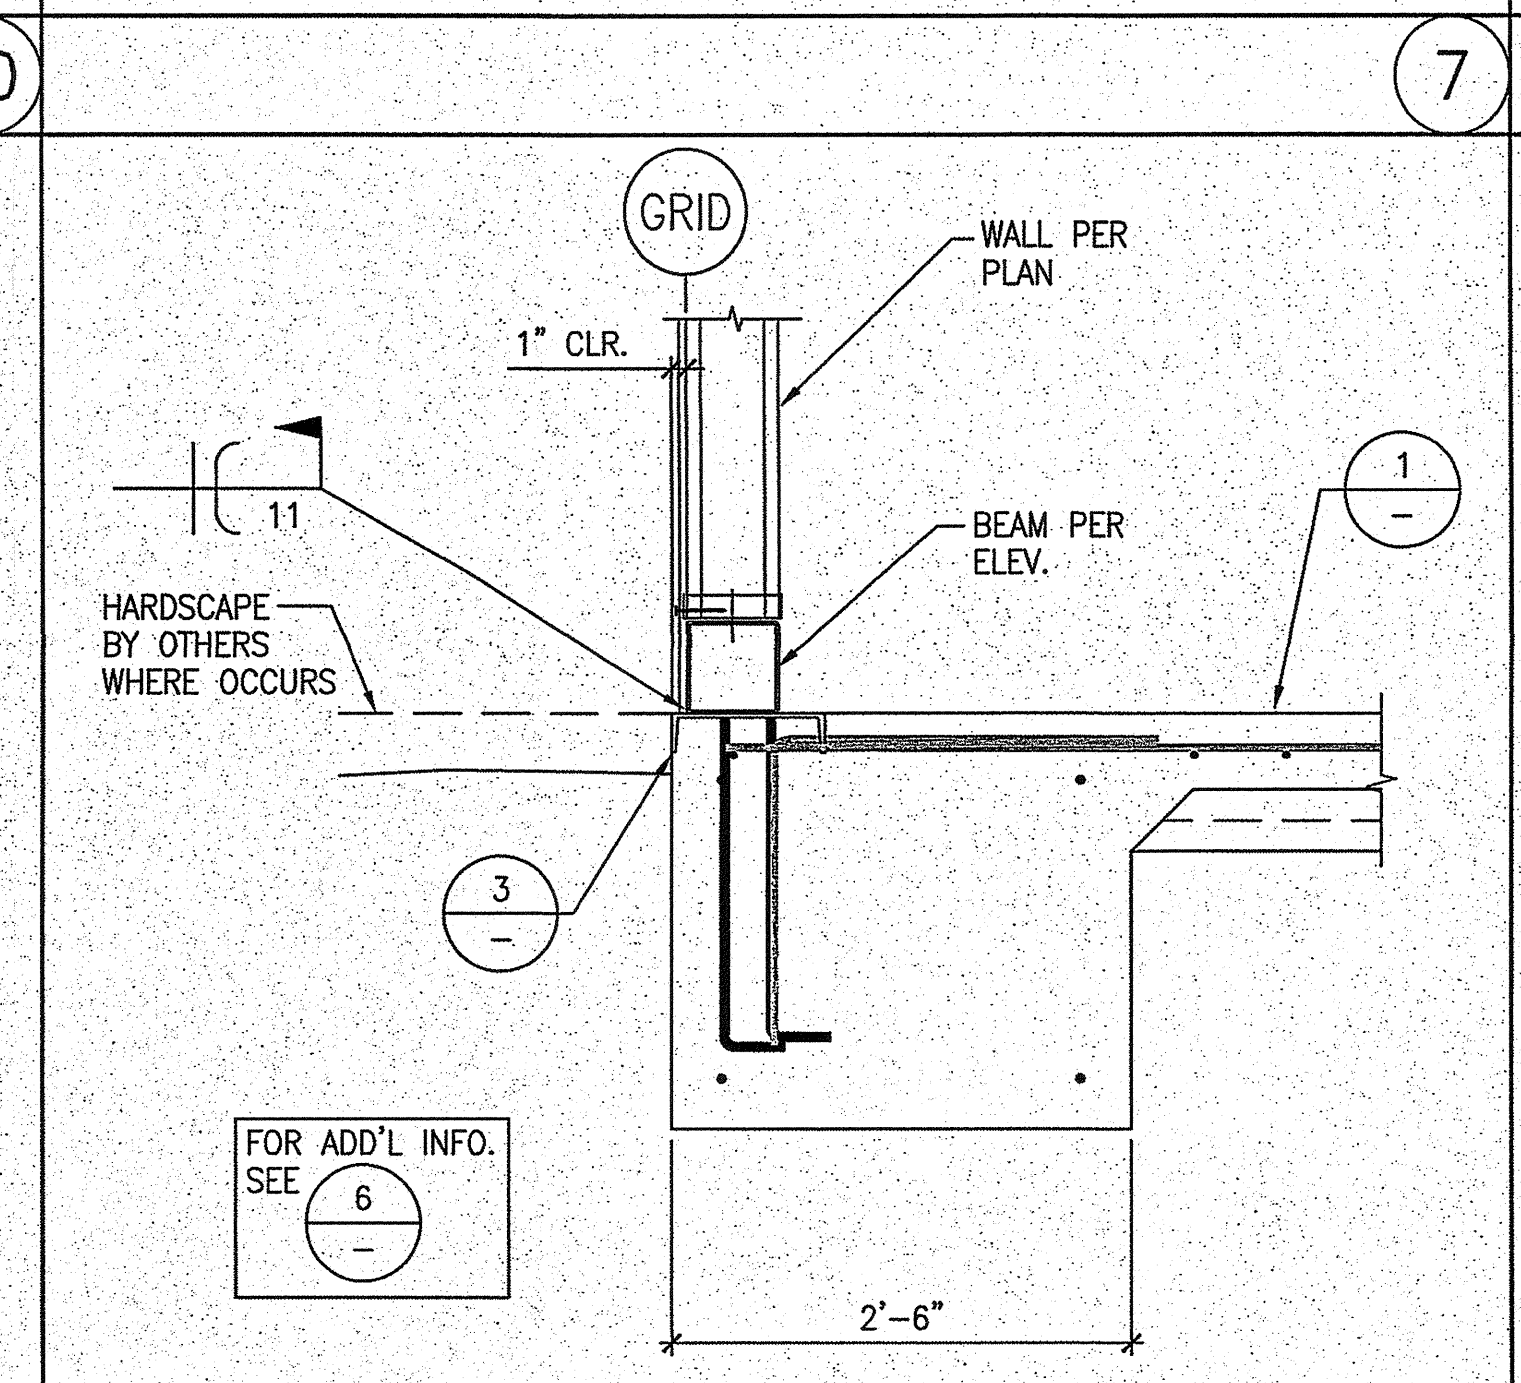 7
GRID
WALL PER
PLAN
1" CLR.
11
1
–
BEAM PER
ELEV.
HARDSCAPE
BY OTHERS
WHERE OCCURS
3
–
FOR ADD'L INFO.
SEE
6
–
2'–6"